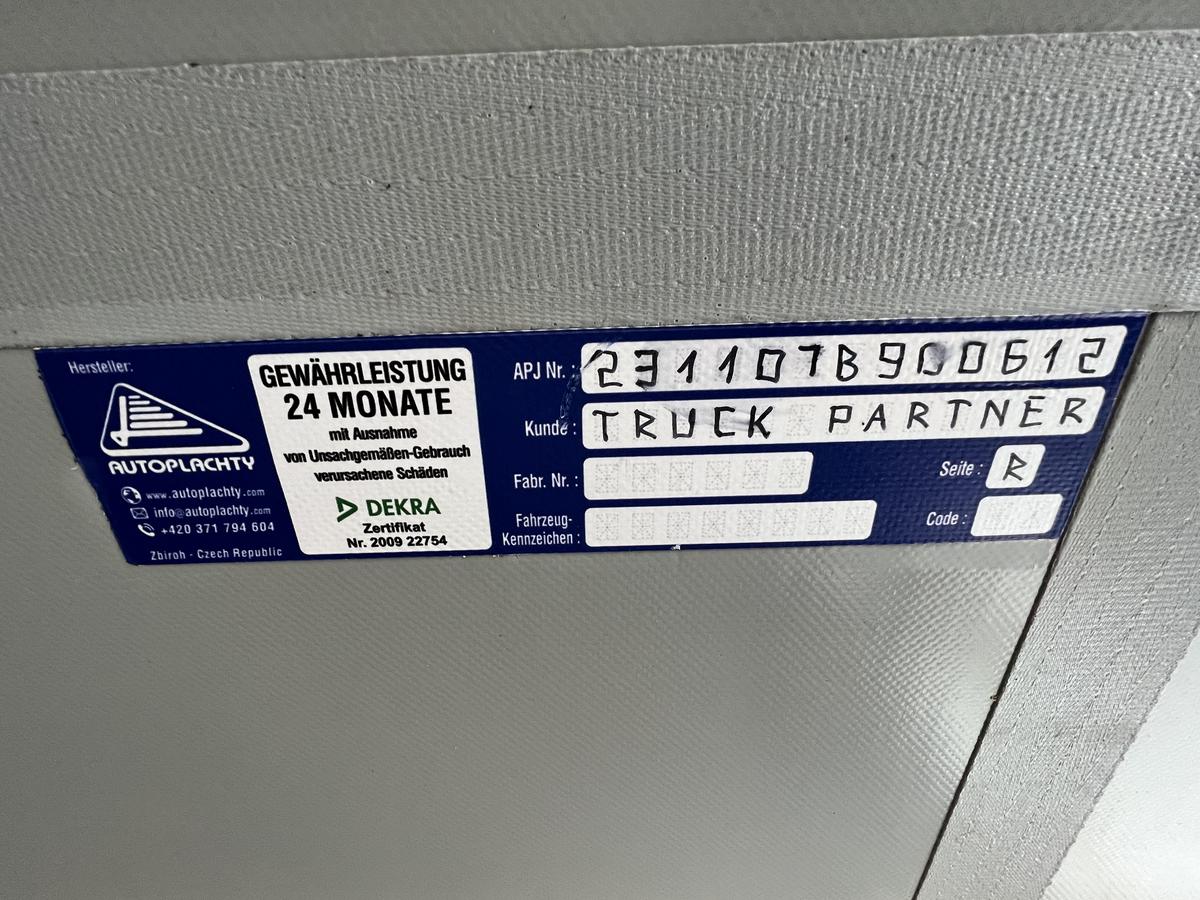 Hersteller:
AUTOPLACHTY
www.autoplachty.com
info@autoplachty.com
+420 371 794 604
Zbiroh - Czech Republic
GEWÄHRLEISTUNG
24 MONATE
mit Ausnahme
von Unsachgemäßen-Gebrauch
verursachene Schäden
DEKRA
Zertifikat
Nr. 2009 22754
APJ Nr. : 231107B900612
Kunde : TRUCK PARTNER
Fabr. Nr. :
Seite : R
Fahrzeug-
Kennzeichen :
Code :